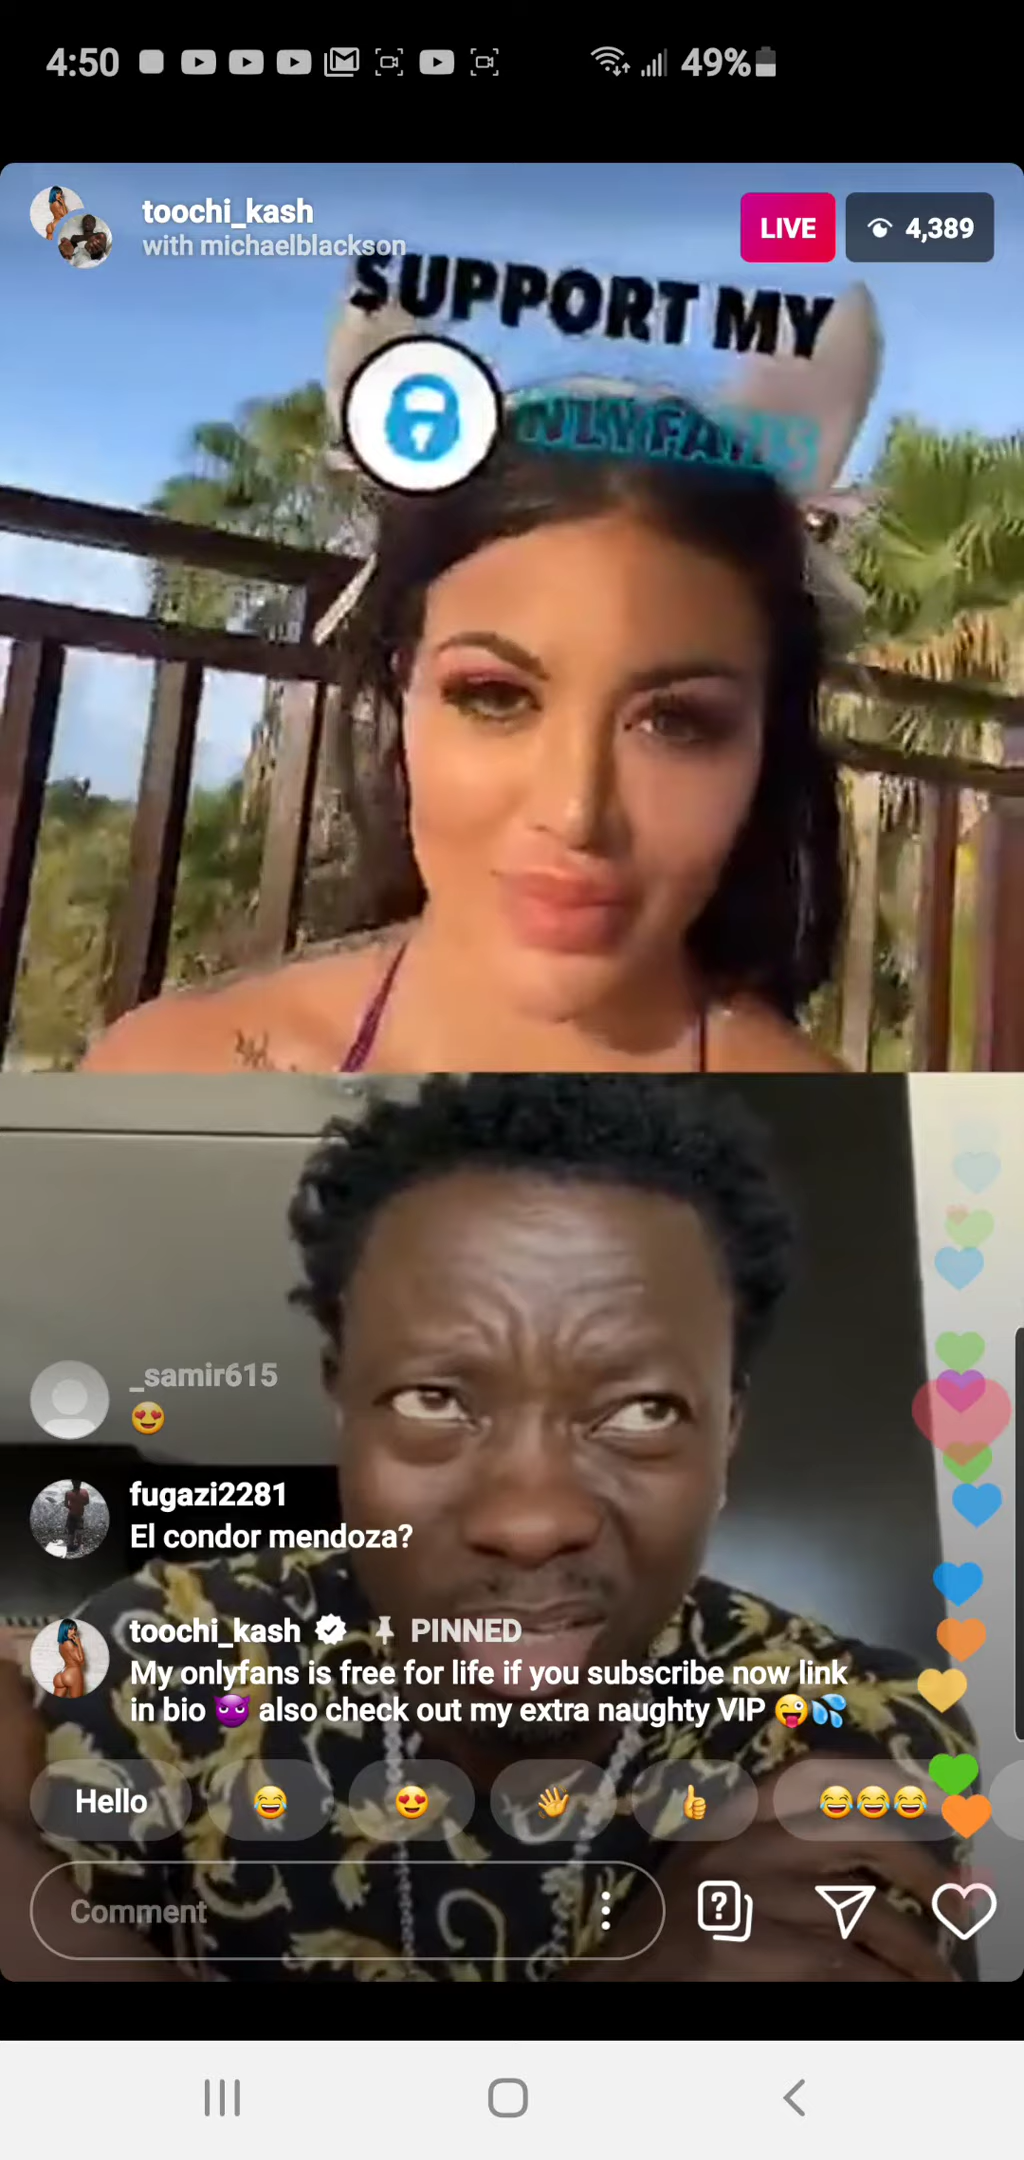 4:50
49%
toochi_kash
with michaelblackson
LIVE
4,389
SUPPORT MY
NLYFANS
_samir615
😍
fugazi2281
El condor mendoza?
toochi_kash PINNED
My onlyfans is free for life if you subscribe now link
in bio 😈 also check out my extra naughty VIP 😜💦
Hello 😂 😍 👋 👍 😂😂😂
Comment